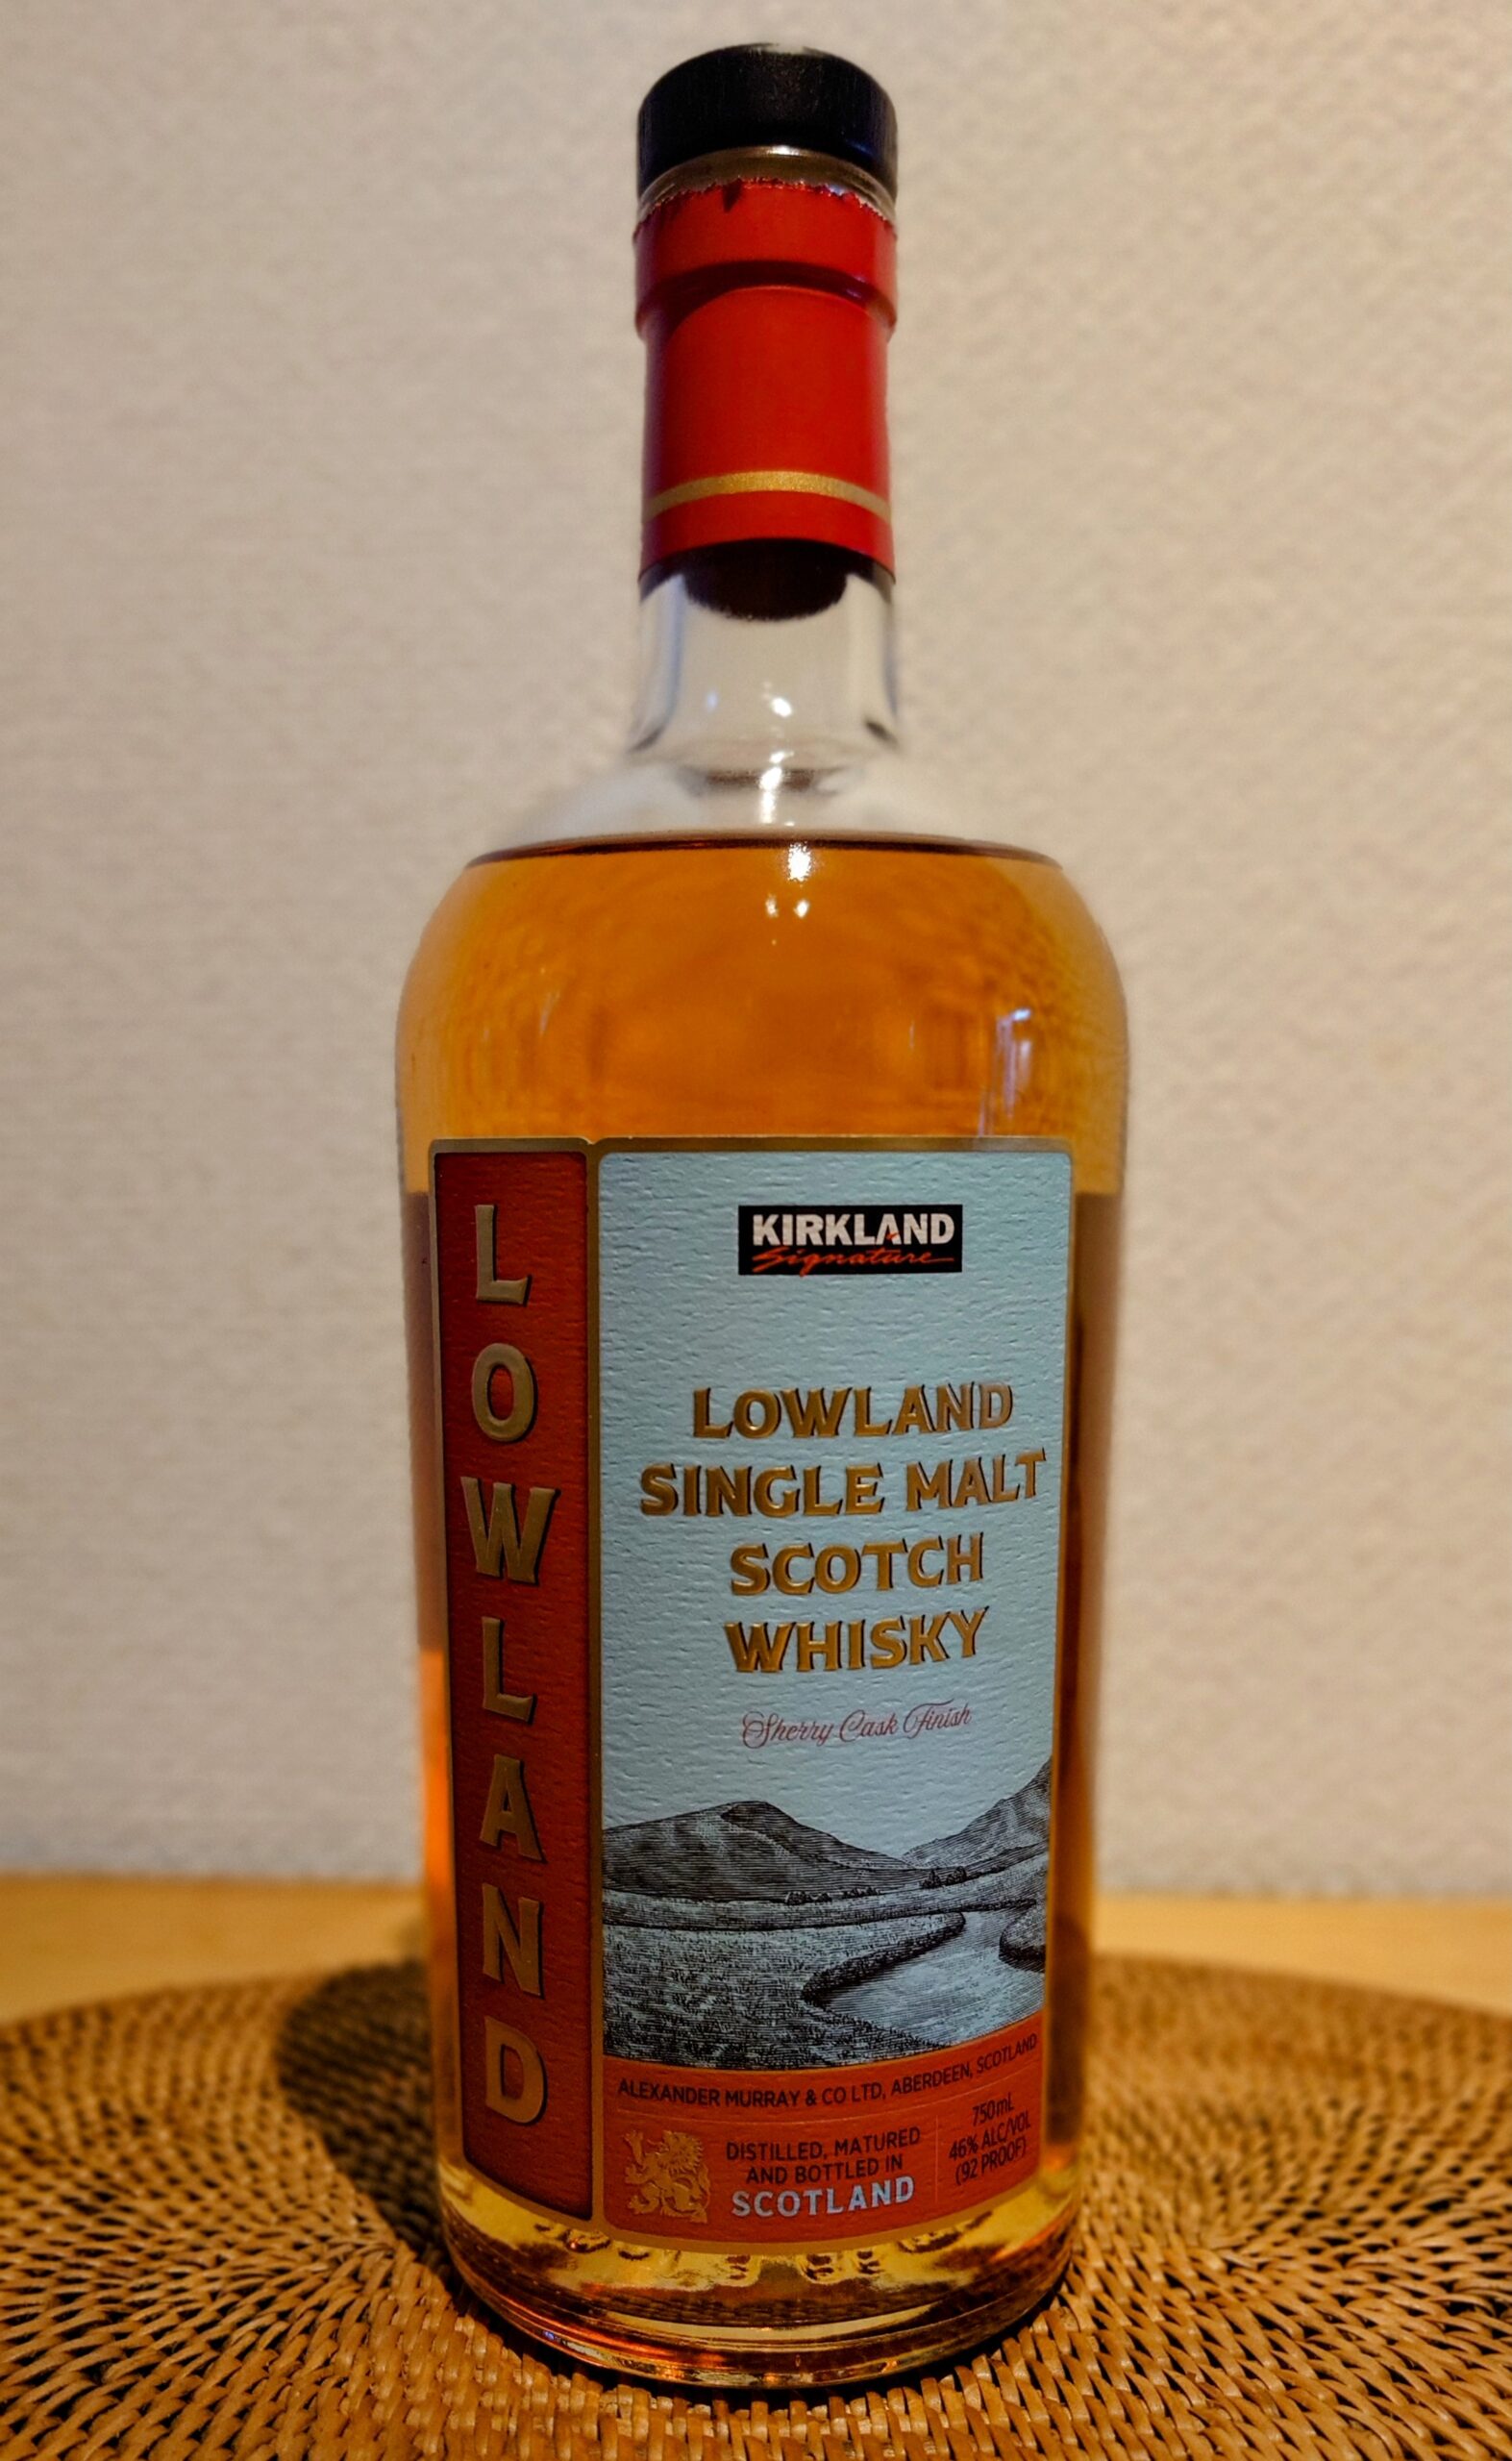 LOWLAND
KIRKLAND
Signature
LOWLAND
SINGLE MALT
SCOTCH
WHISKY
Sherry Cask Finish
ALEXANDER MURRAY & CO LTD, ABERDEEN, SCOTLAND
DISTILLED, MATURED
AND BOTTLED IN
SCOTLAND
750mL
46% ALC/VOL
(92 PROOF)